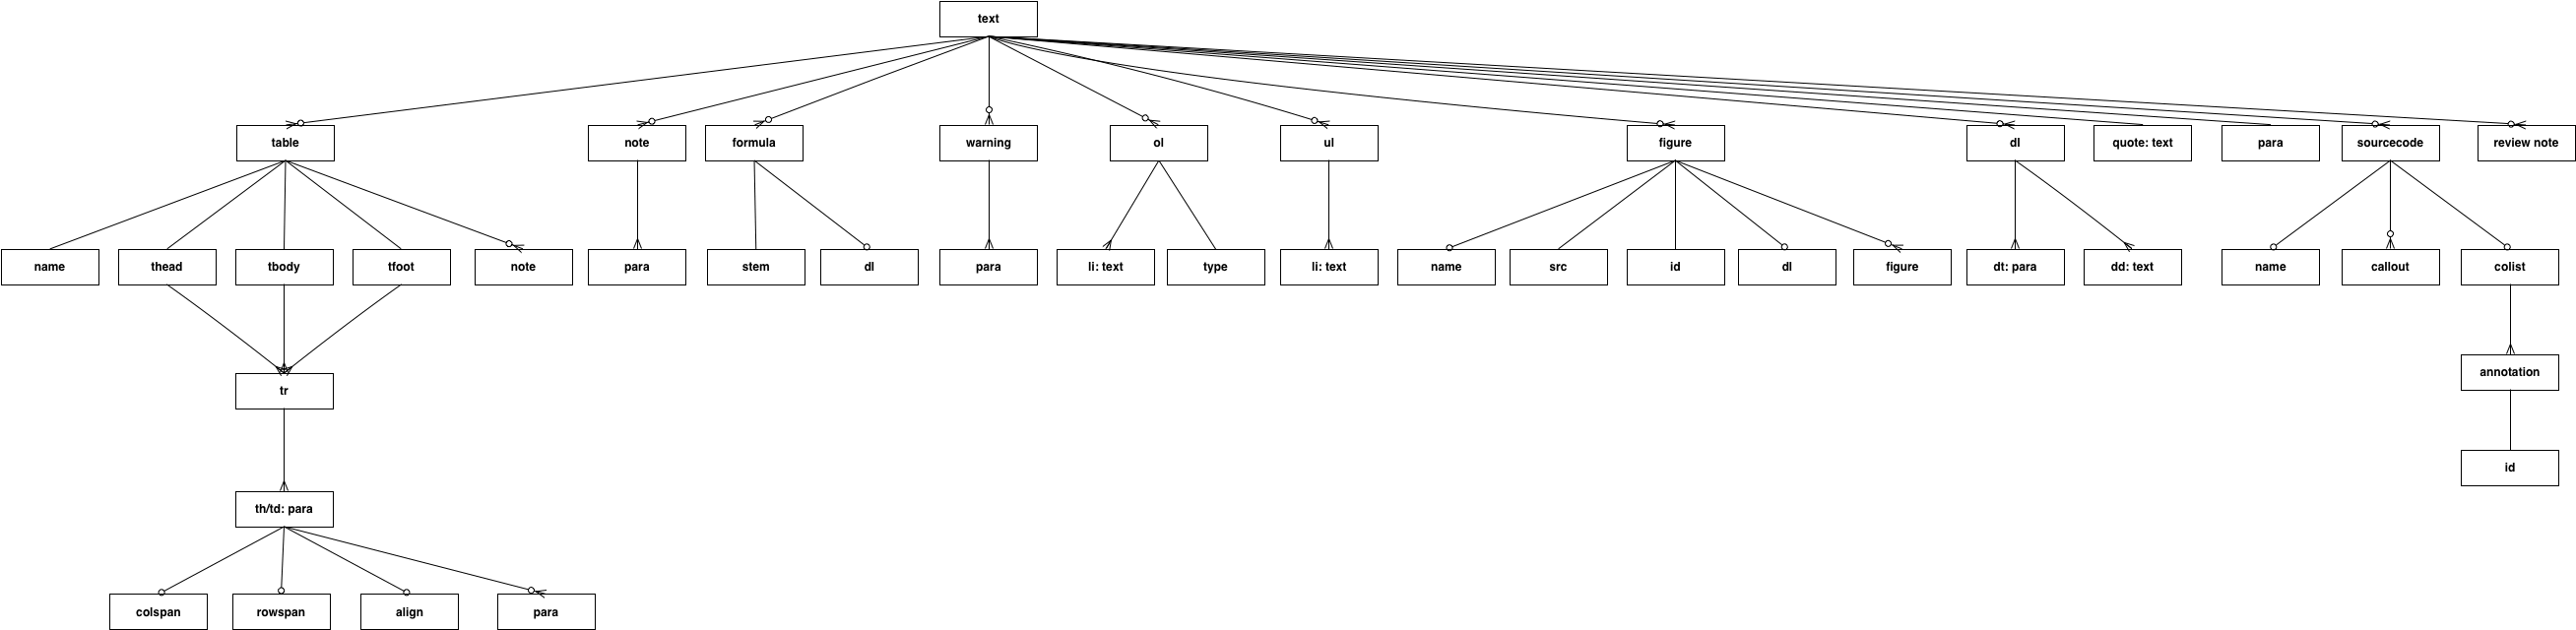 text
table
note
formula
warning
ol
ul
figure
dl
quote: text
para
sourcecode
review note
name
thead
tbody
tfoot
note
para
stem
dl
para
li: text
type
li: text
name
src
id
dl
figure
dt: para
dd: text
name
callout
colist
tr
annotation
id
th/td: para
colspan
rowspan
align
para